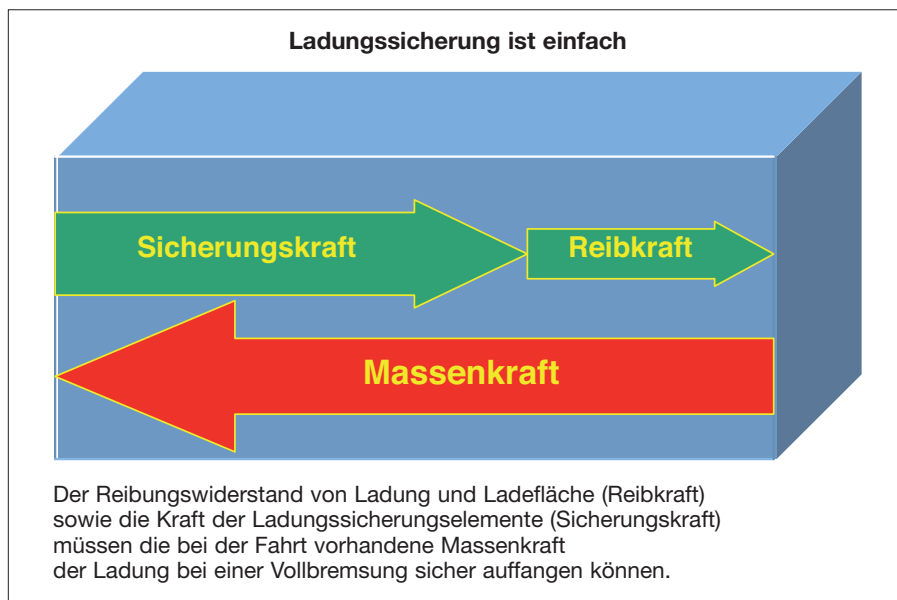 Ladungssicherung ist einfach
Sicherungskraft
Reibkraft
Massenkraft
Der Reibungswiderstand von Ladung und Ladefläche (Reibkraft)
sowie die Kraft der Ladungssicherungselemente (Sicherungskraft)
müssen die bei der Fahrt vorhandene Massenkraft
der Ladung bei einer Vollbremsung sicher auffangen können.